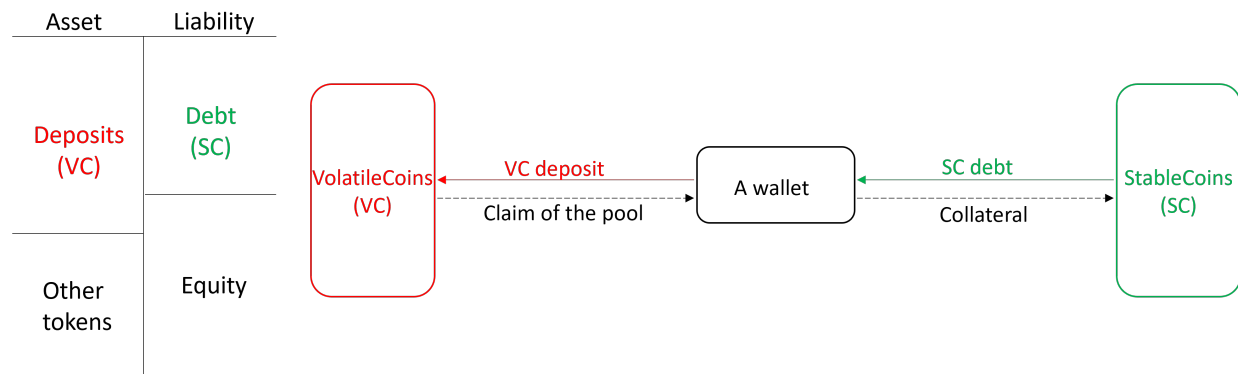 Asset
Liability
Deposits
(VC)
Debt
(SC)
Other
tokens
Equity
VolatileCoins
(VC)
VC deposit
Claim of the pool
A wallet
SC debt
Collateral
StableCoins
(SC)